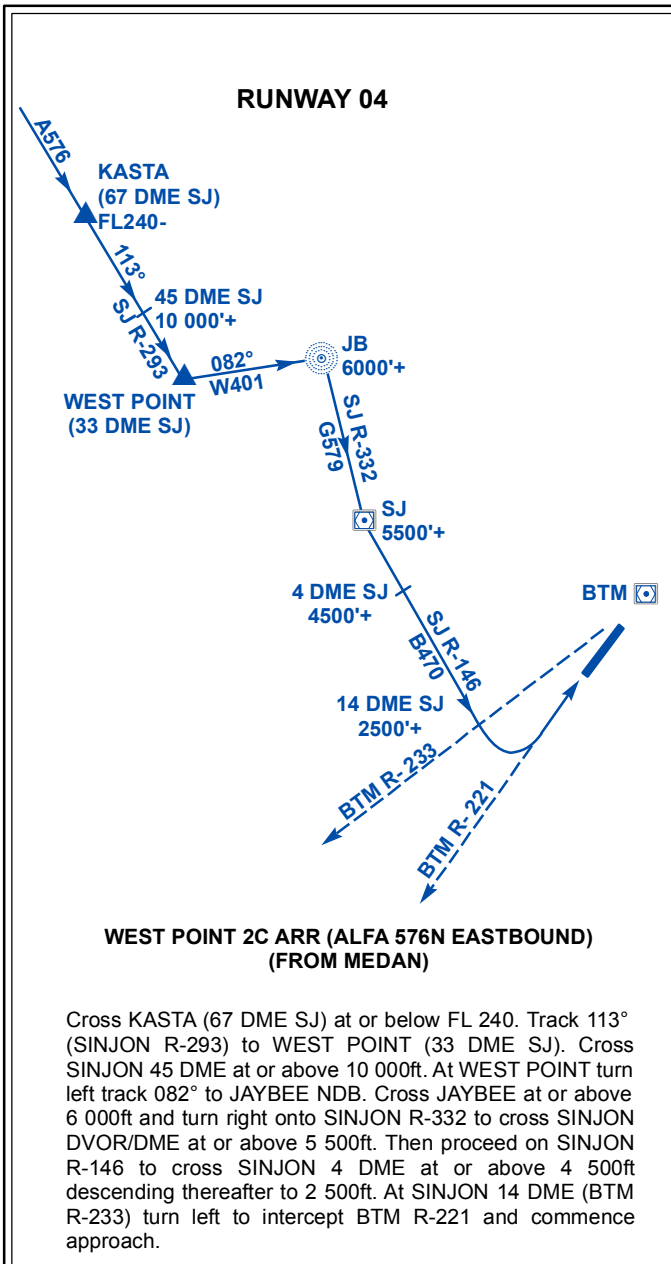 RUNWAY 04
A576
KASTA
(67 DME SJ)
FL240-
113°
SJ R-293
45 DME SJ
10 000'+
WEST POINT
(33 DME SJ)
082°
W401
JB
6000'+
SJ R-332
G579
SJ
5500'+
4 DME SJ
4500'+
SJ R-146
B470
BTM
14 DME SJ
2500'+
BTM R- 233
BTM R- 221
WEST POINT 2C ARR (ALFA 576N EASTBOUND)
(FROM MEDAN)
Cross KASTA (67 DME SJ) at or below FL 240. Track 113°
(SINJON R-293) to WEST POINT (33 DME SJ). Cross
SINJON 45 DME at or above 10 000ft. At WEST POINT turn
left track 082° to JAYBEE NDB. Cross JAYBEE at or above
6 000ft and turn right onto SINJON R-332 to cross SINJON
DVOR/DME at or above 5 500ft. Then proceed on SINJON
R-146 to cross SINJON 4 DME at or above 4 500ft
descending thereafter to 2 500ft. At SINJON 14 DME (BTM
R-233) turn left to intercept BTM R-221 and commence
approach.